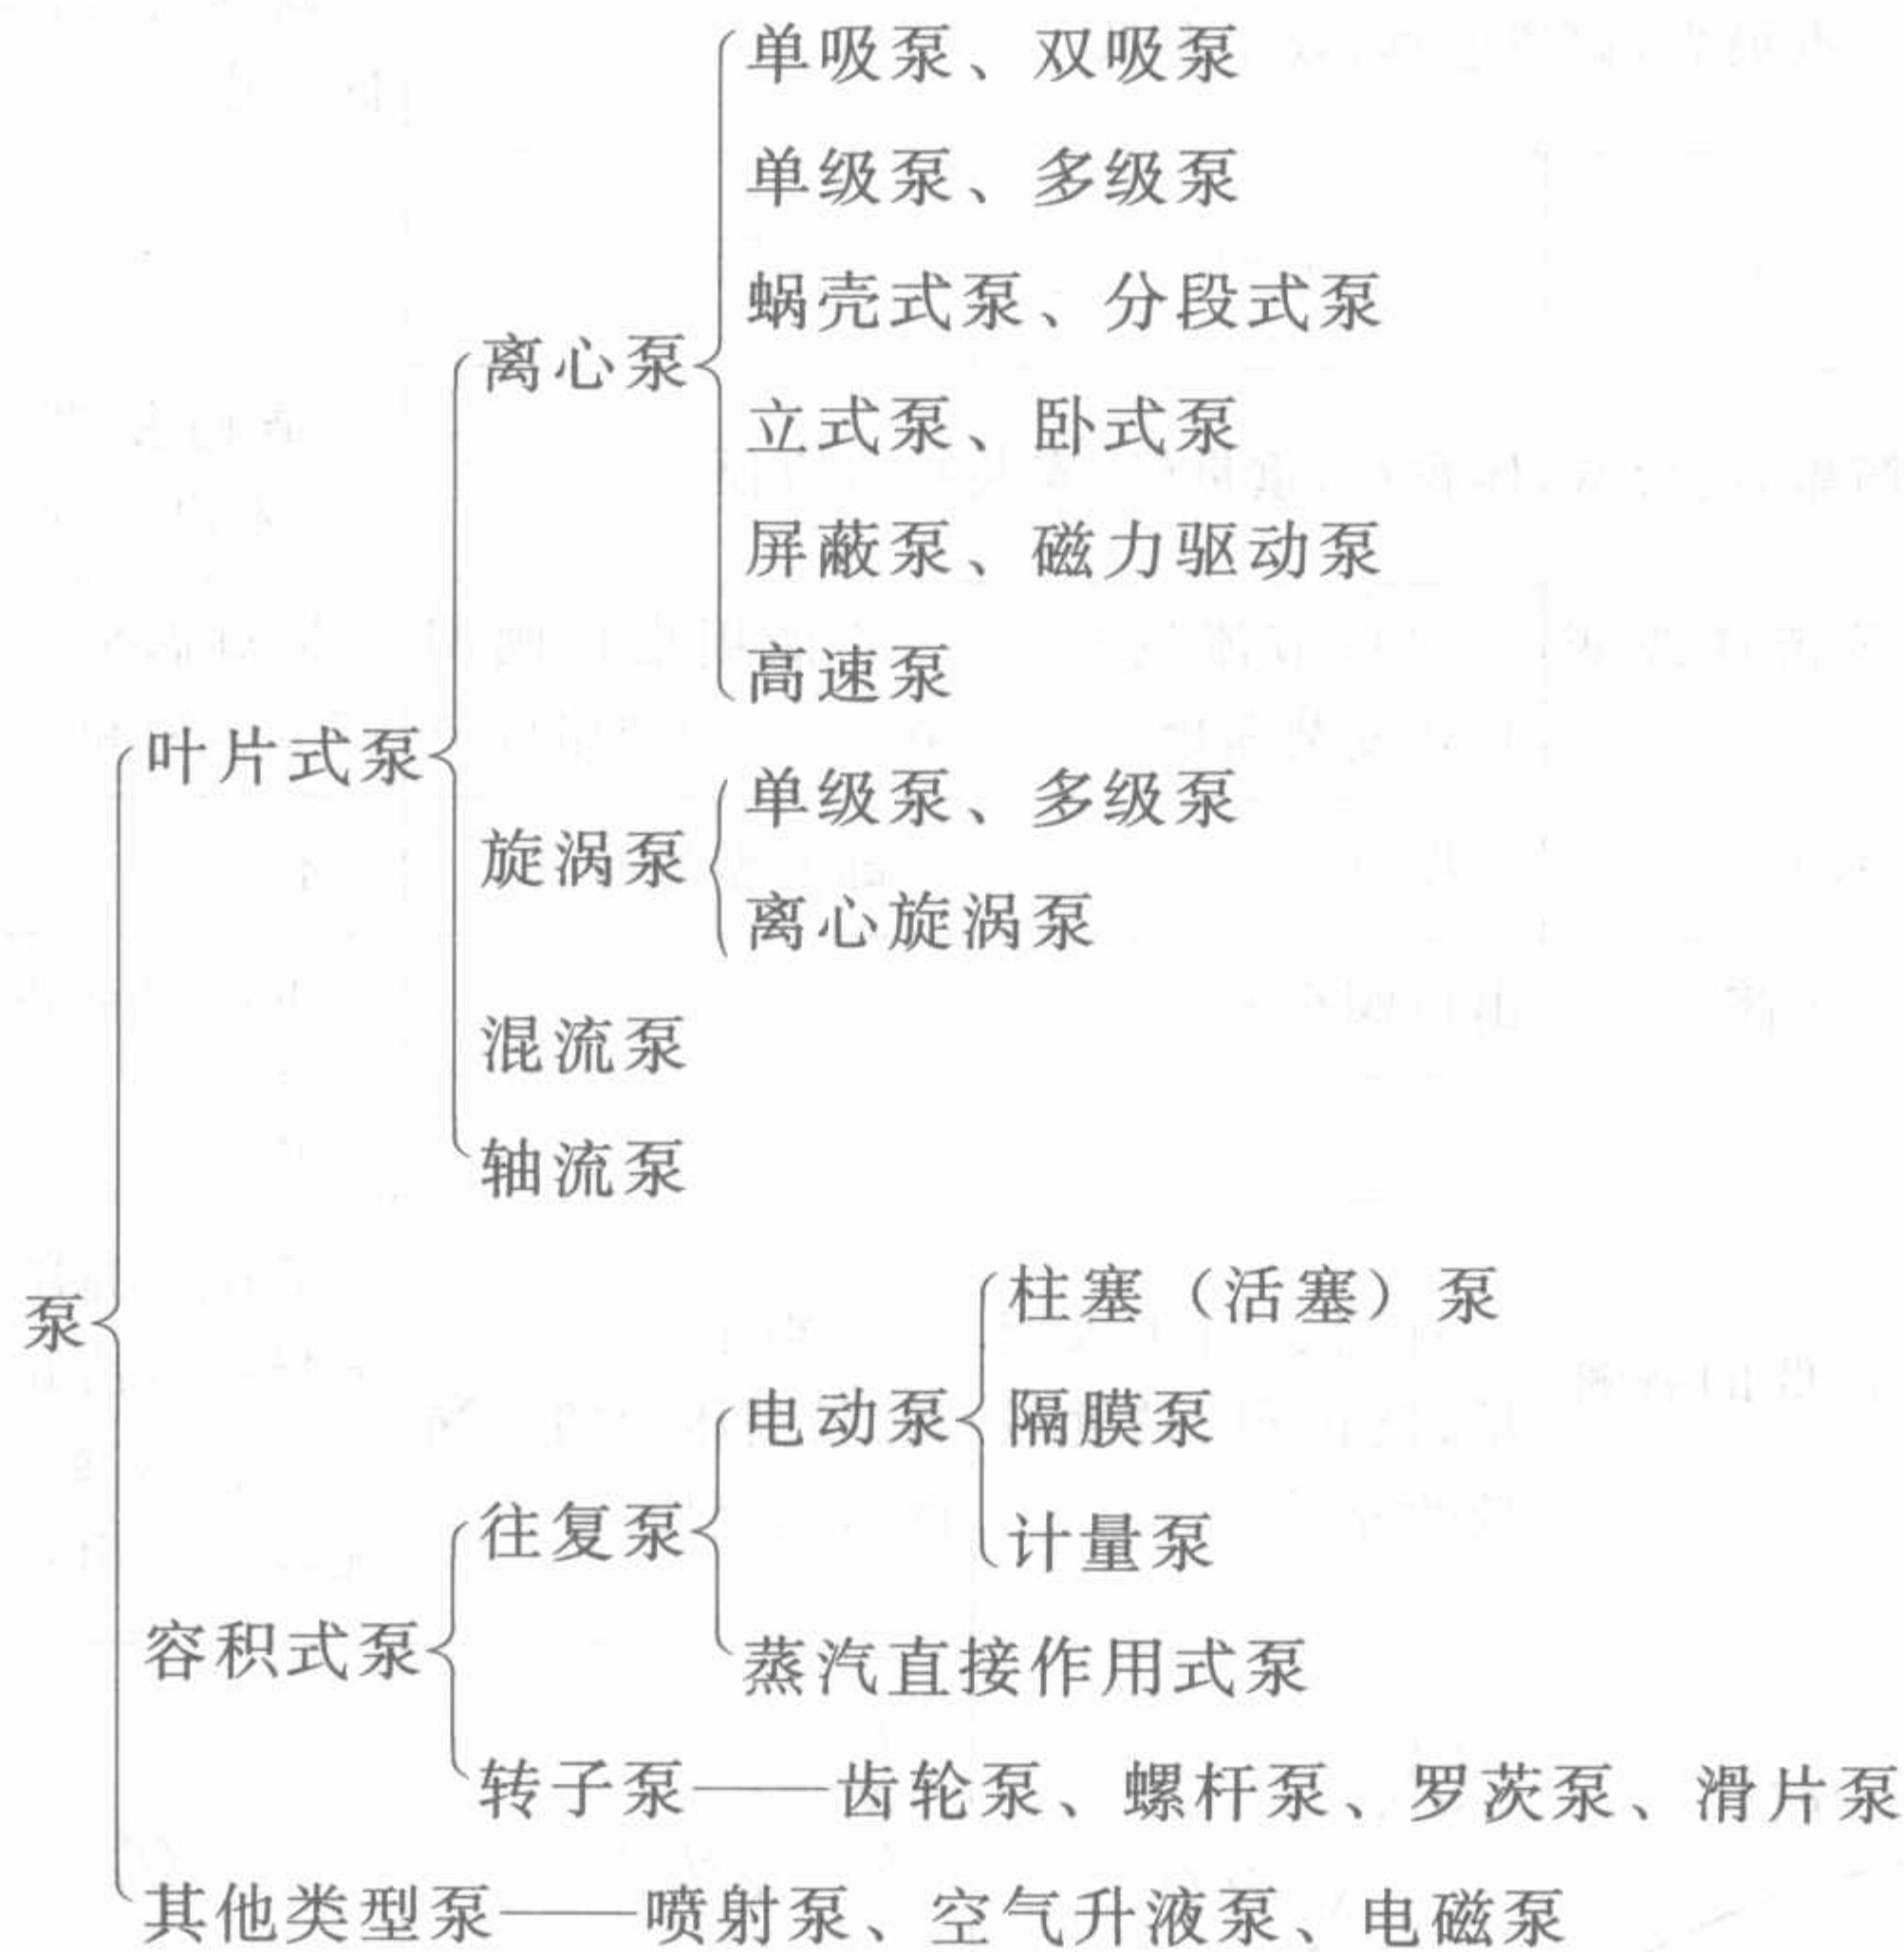 单吸泵、双吸泵
单级泵、多级泵
蜗壳式泵、分段式泵
离心泵
立式泵、卧式泵
屏蔽泵、磁力驱动泵
高速泵
叶片式泵
单级泵、多级泵
旋涡泵
离心旋涡泵
混流泵
轴流泵
柱塞（活塞）泵
泵
电动泵
隔膜泵
往复泵
计量泵
容积式泵
蒸汽直接作用式泵
转子泵——齿轮泵、螺杆泵、罗茨泵、滑片泵
其他类型泵——喷射泵、空气升液泵、电磁泵